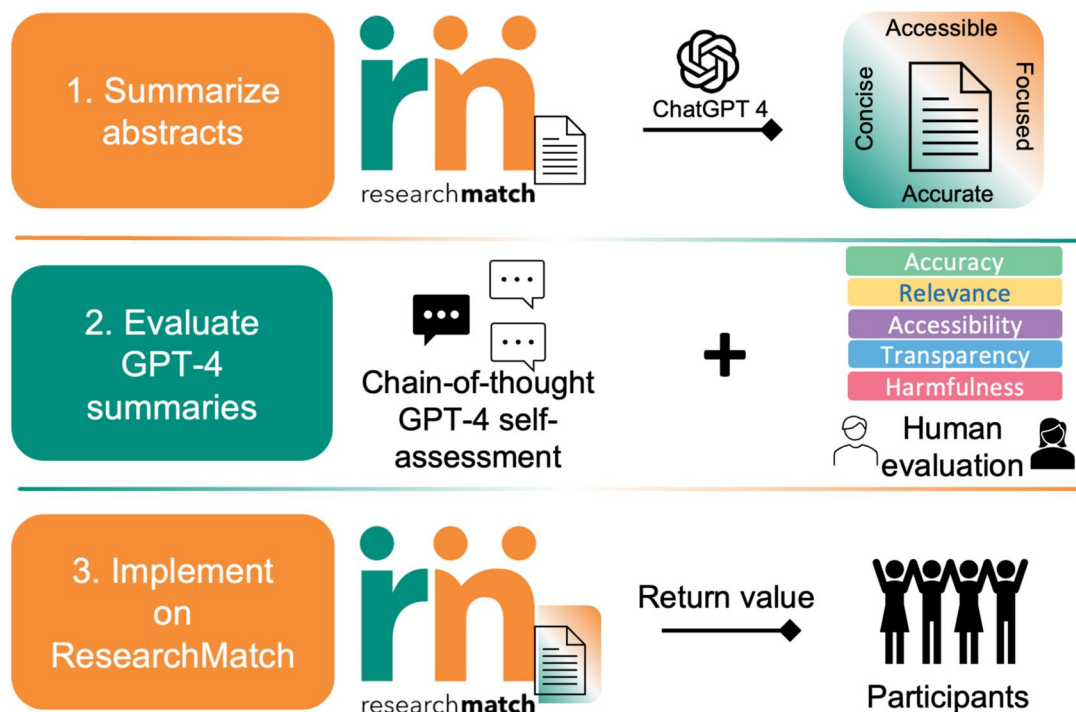 1. Summarize
abstracts
researchmatch
ChatGPT 4
Accessible
Concise
Focused
Accurate
2. Evaluate
GPT-4
summaries
Chain-of-thought
GPT-4 self-
assessment
+
Accuracy
Relevance
Accessibility
Transparency
Harmfulness
Human
evaluation
3. Implement
on
ResearchMatch
researchmatch
Return value
Participants